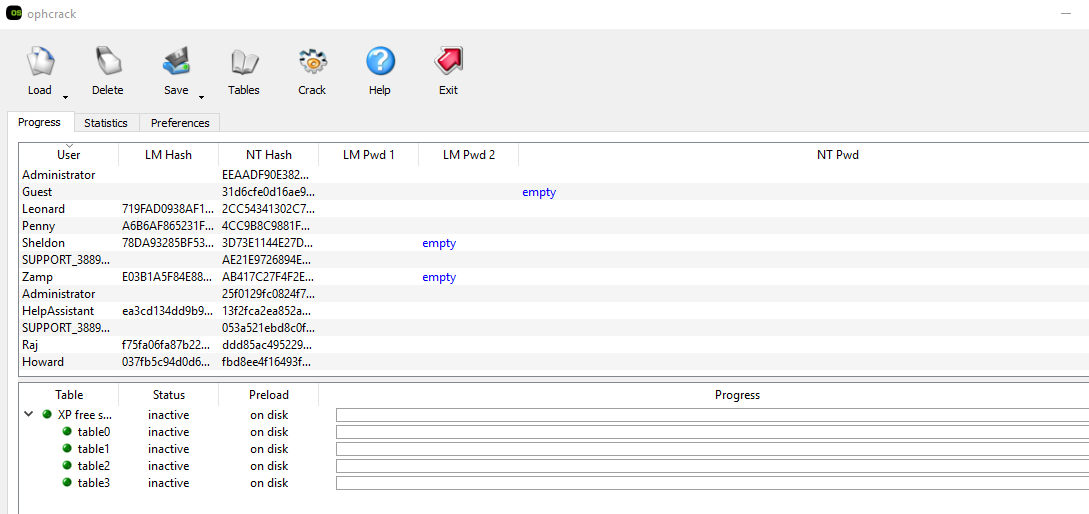 OS ophcrack
Load Delete Save Tables Crack Help Exit
Progress Statistics Preferences
User LM Hash NT Hash LM Pwd 1 LM Pwd 2 NT Pwd
Administrator EEAADF90E382...
Guest 31d6cfe0d16ae9... empty
Leonard 719FAD0938AF1... 2CC54341302C7...
Penny A6B6AF865231F... 4CC9B8C9881F...
Sheldon 78DA93285BF53... 3D73E1144E27D... empty
SUPPORT_3889... AE21E9726894E...
Zamp E03B1A5F84E88... AB417C27F4F2E... empty
Administrator 25f0129fc0824f7...
HelpAssistant ea3cd134dd9b9... 13f2fca2ea852a...
SUPPORT_3889... 053a521ebd8c0f...
Raj f75fa06fa87b22... ddd85ac495229...
Howard 037fb5c94d0d6... fbd8ee4f16493f...
Table Status Preload Progress
XP free s... inactive on disk
table0 inactive on disk
table1 inactive on disk
table2 inactive on disk
table3 inactive on disk